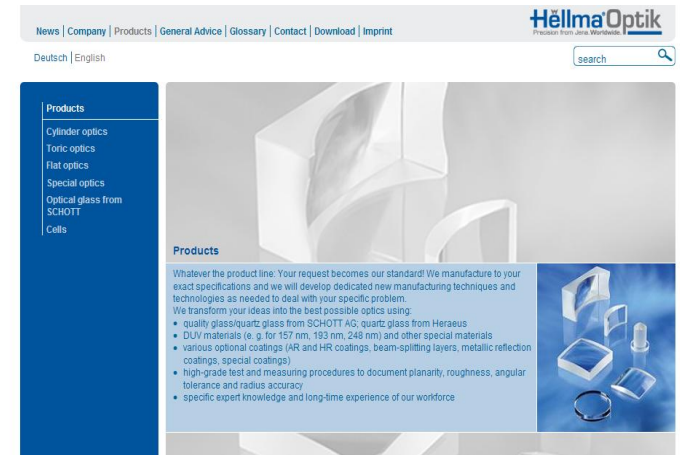 Hëllma Optik
Precision from Jena. Worldwide.
News | Company | Products | General Advice | Glossary | Contact | Download | Imprint
Deutsch | English
search
Products
Cylinder optics
Toric optics
Flat optics
Special optics
Optical glass from
SCHOTT
Cells
Products
Whatever the product line: Your request becomes our standard! We manufacture to your
exact specifications and we will develop dedicated new manufacturing techniques and
technologies as needed to deal with your specific problem.
We transform your ideas into the best possible optics using:
• quality glass/quartz glass from SCHOTT AG; quartz glass from Heraeus
• DUV materials (e. g. for 157 nm, 193 nm, 248 nm) and other special materials
• various optional coatings (AR and HR coatings, beam-splitting layers, metallic reflection
coatings, special coatings)
• high-grade test and measuring procedures to document planarity, roughness, angular
tolerance and radius accuracy
• specific expert knowledge and long-time experience of our workforce